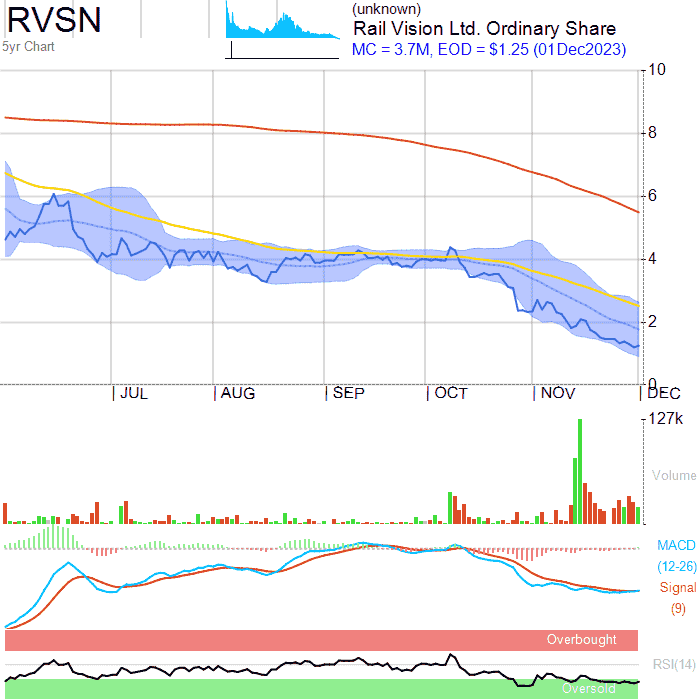 RVSN
5yr Chart
(unknown)
Rail Vision Ltd. Ordinary Share
MC = 3.7M, EOD = $1.25 (01Dec2023)
10
8
6
4
2
0
JUL AUG SEP OCT NOV DEC
127k
Volume
MACD
(12-26)
Signal
(9)
Overbought
RSI(14)
Oversold